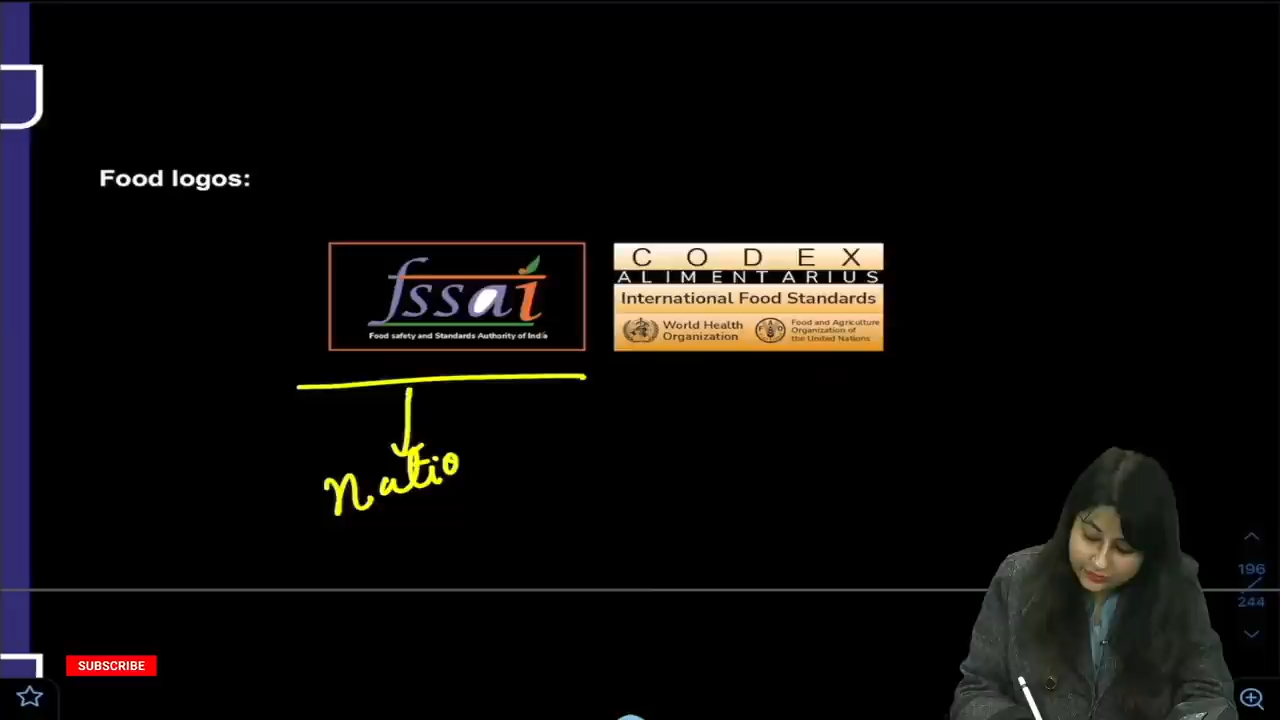 Food logos:
fssai
Food safety and Standards Authority of India
CODEX
ALIMENTARIUS
International Food Standards
World Health
Organization
FAO
Food and Agriculture
Organization of
the United Nations
Natio
196
244
SUBSCRIBE